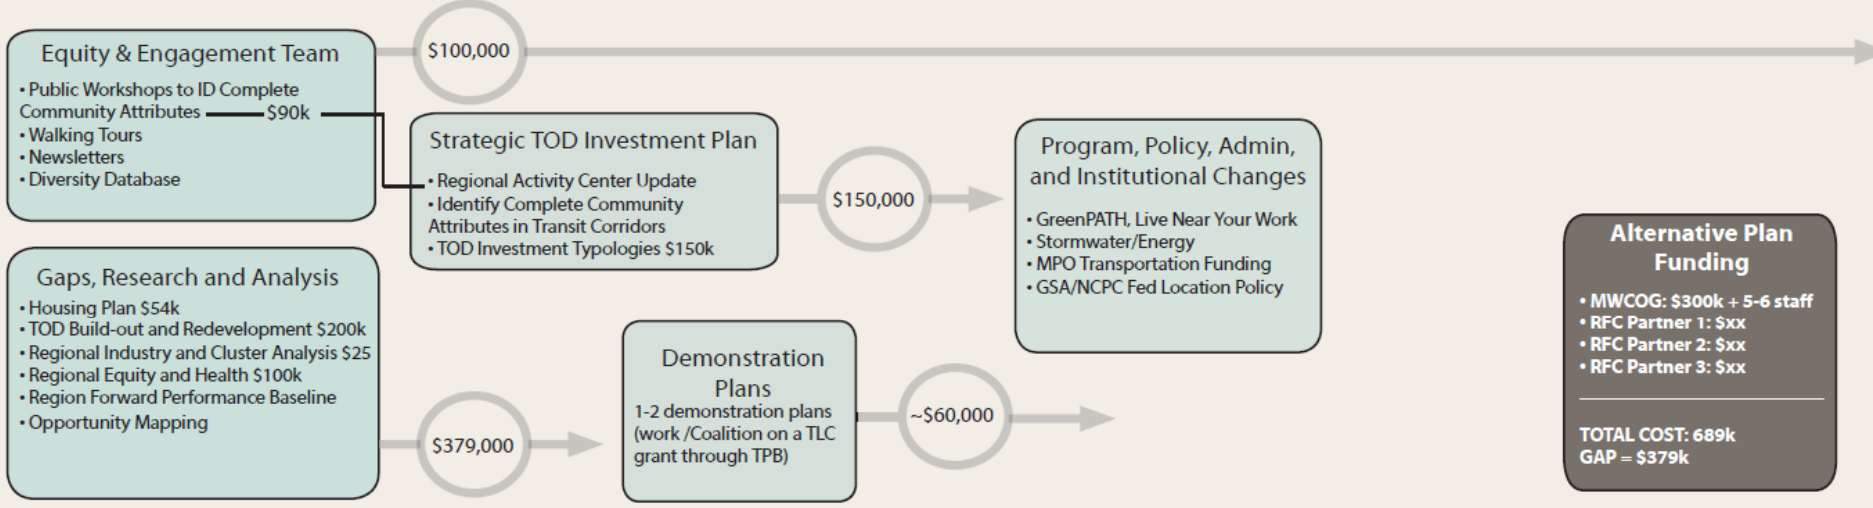 Equity & Engagement Team
• Public Workshops to ID Complete
Community Attributes $90k
• Walking Tours
• Newsletters
• Diversity Database
$100,000
Strategic TOD Investment Plan
• Regional Activity Center Update
• Identify Complete Community
Attributes in Transit Corridors
• TOD Investment Typologies $150k
$150,000
Program, Policy, Admin,
and Institutional Changes
• GreenPATH, Live Near Your Work
• Stormwater/Energy
• MPO Transportation Funding
• GSA/NCPC Fed Location Policy
Gaps, Research and Analysis
• Housing Plan $54k
• TOD Build-out and Redevelopment $200k
• Regional Industry and Cluster Analysis $25
• Regional Equity and Health $100k
• Region Forward Performance Baseline
• Opportunity Mapping
$379,000
Demonstration
Plans
1-2 demonstration plans
(work /Coalition on a TLC
grant through TPB)
~$60,000
Alternative Plan
Funding
• MWCOG: $300k + 5-6 staff
• RFC Partner 1: $xx
• RFC Partner 2: $xx
• RFC Partner 3: $xx
TOTAL COST: 689k
GAP = $379k